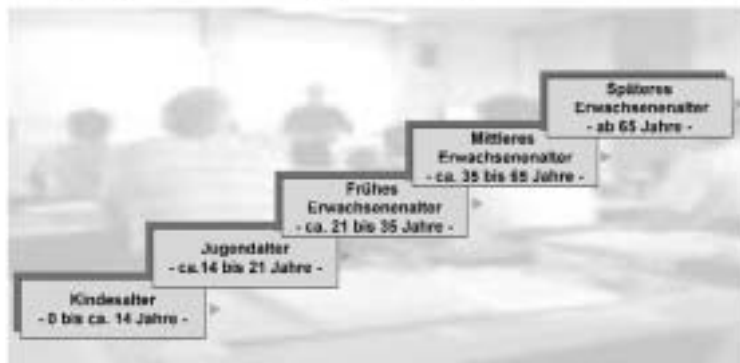 Kindesalter
- 0 bis ca. 14 Jahre -
Jugendalter
- ca.14 bis 21 Jahre -
Frühes
Erwachsenenalter
- ca. 21 bis 35 Jahre -
Mittleres
Erwachsenenalter
- ca. 35 bis 65 Jahre -
Späteres
Erwachsenenalter
- ab 65 Jahre -